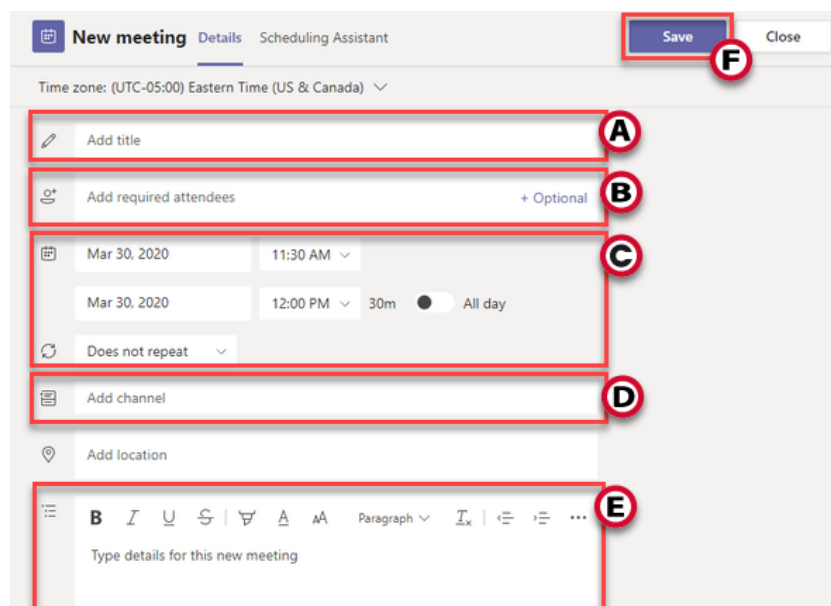 New meeting Details Scheduling Assistant Save Close
F
Time zone: (UTC-05:00) Eastern Time (US & Canada)
Add title A
Add required attendees + Optional B
Mar 30, 2020 11:30 AM C
Mar 30, 2020 12:00 PM 30m All day
Does not repeat
Add channel D
Add location
B I U S A AA Paragraph Tx ... E
Type details for this new meeting